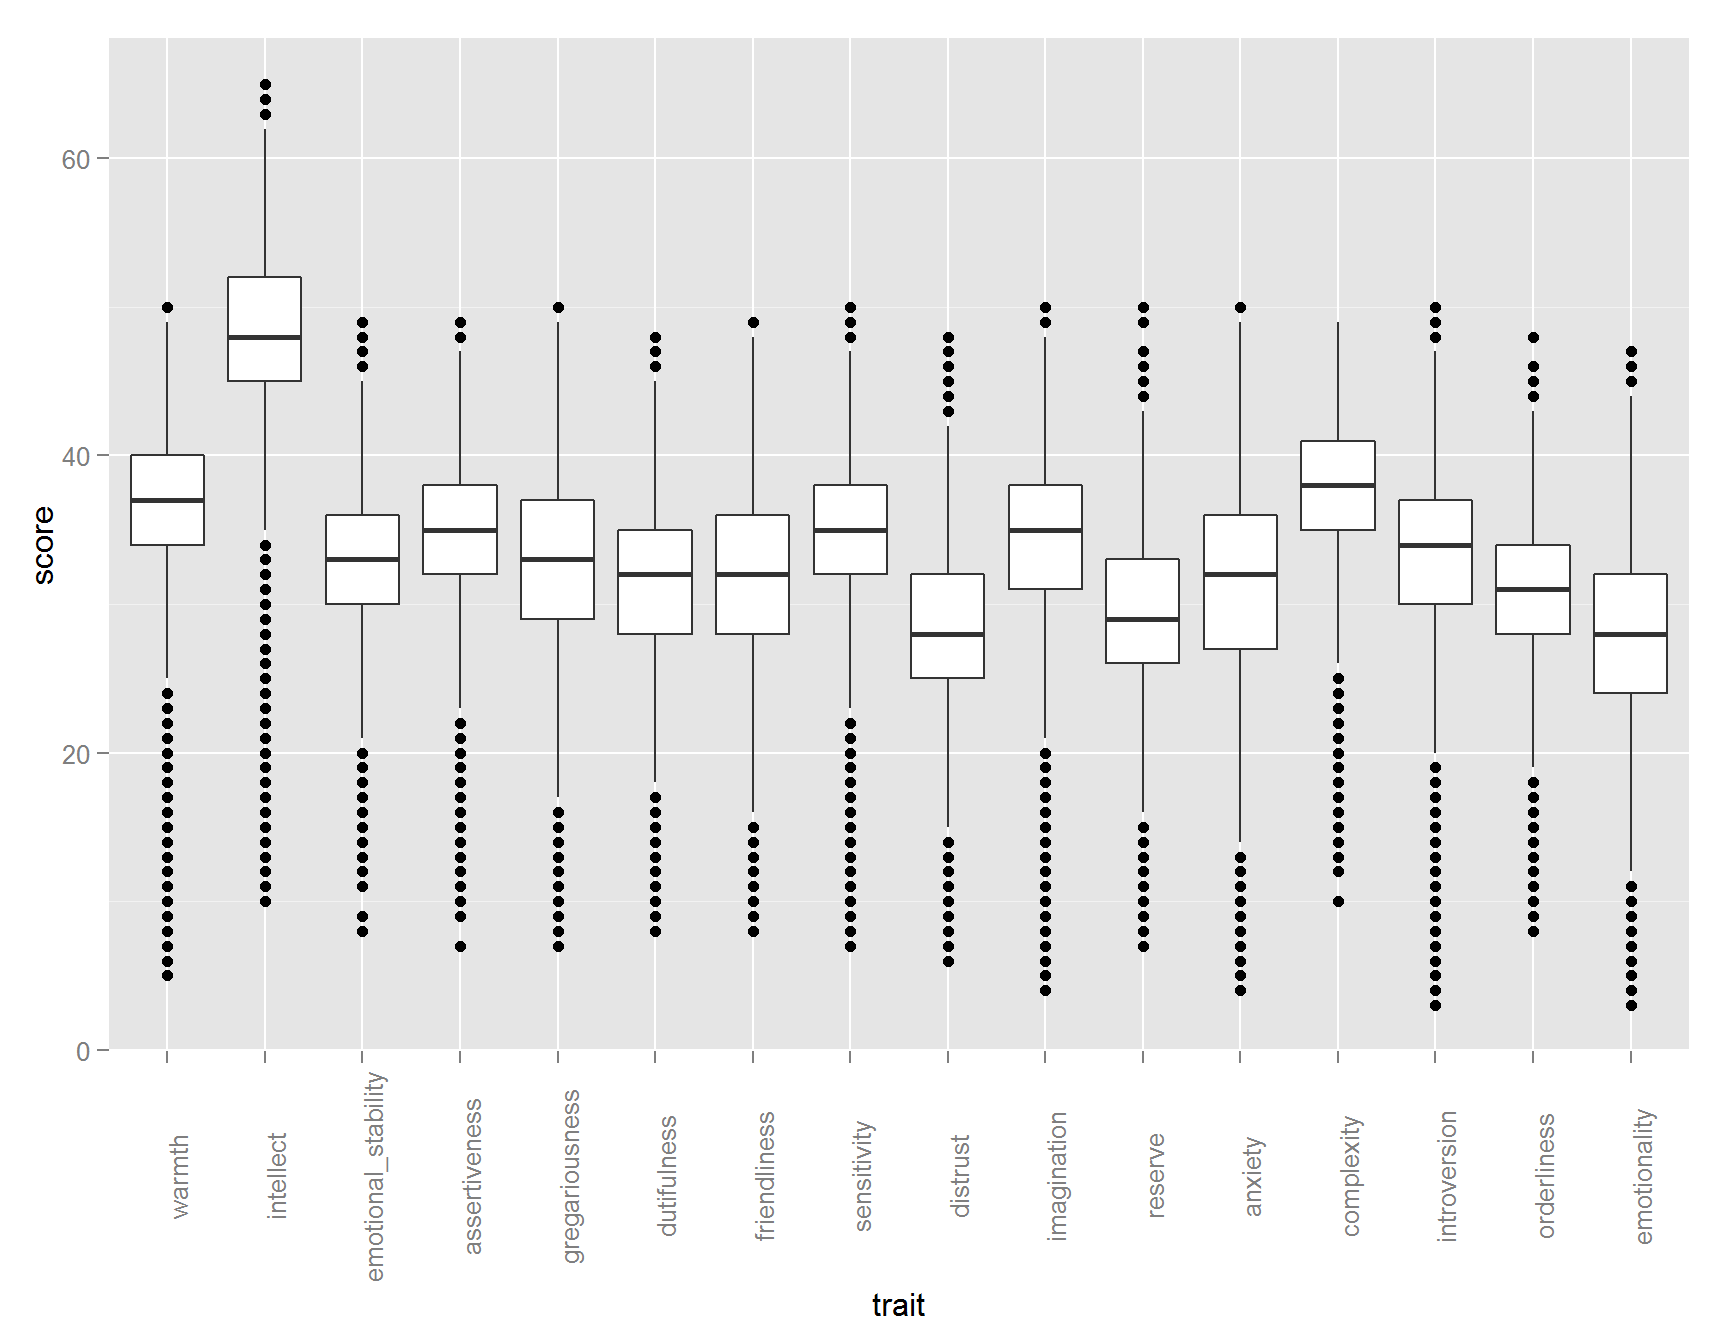 score
60
40
20
0
warmth
intellect
emotional_stability
assertiveness
gregariousness
dutifulness
friendliness
sensitivity
distrust
imagination
reserve
anxiety
complexity
introversion
orderliness
emotionality
trait